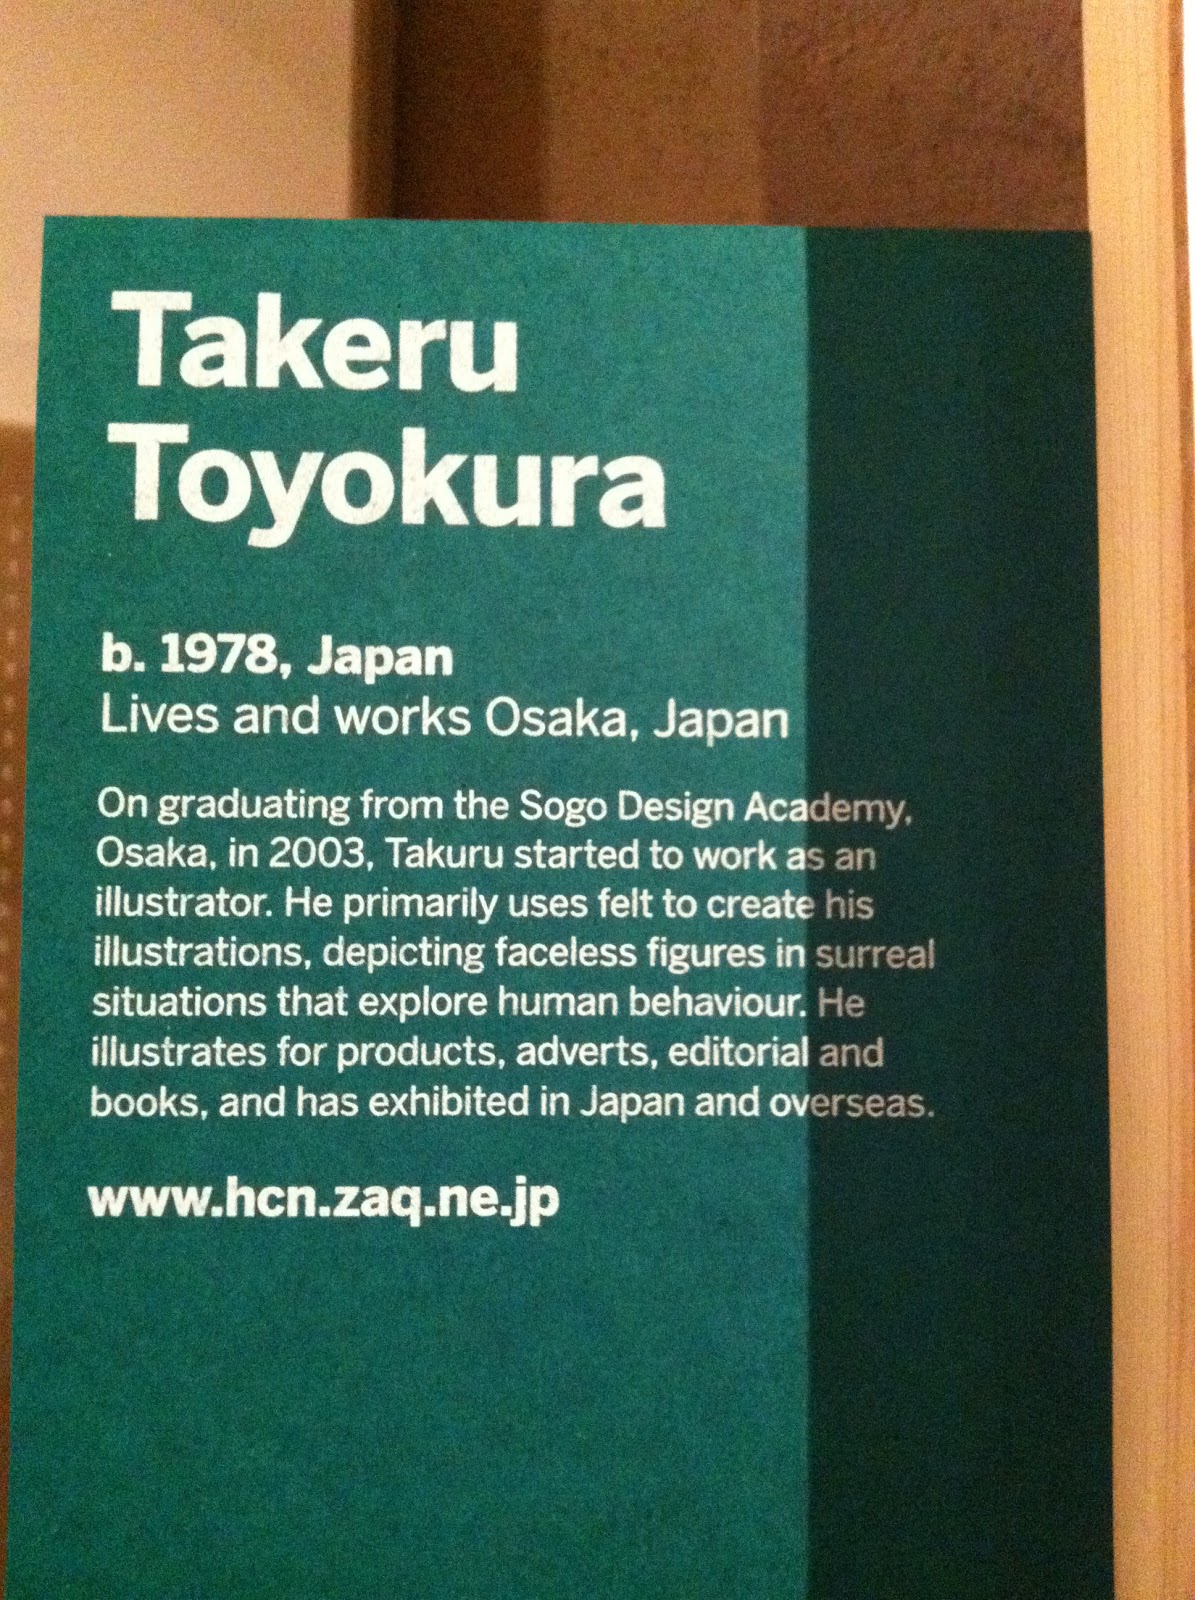 Takeru
Toyokura
b. 1978, Japan
Lives and works Osaka, Japan
On graduating from the Sogo Design Academy,
Osaka, in 2003, Takuru started to work as an
illustrator. He primarily uses felt to create his
illustrations, depicting faceless figures in surreal
situations that explore human behaviour. He
illustrates for products, adverts, editorial and
books, and has exhibited in Japan and overseas.
www.hcn.zaq.ne.jp